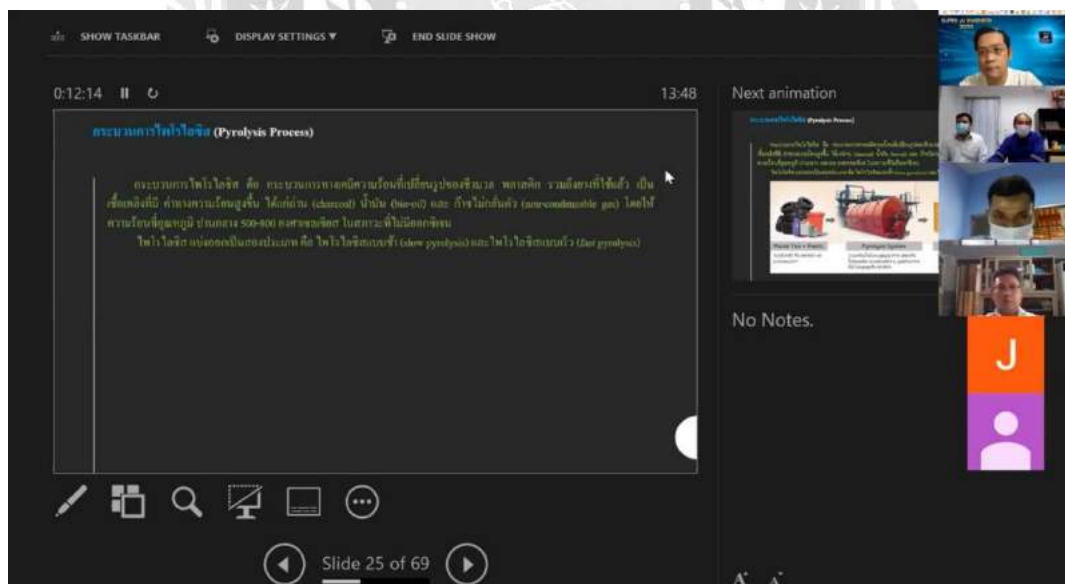 SHOW TASKBAR
DISPLAY SETTINGS ▼
END SLIDE SHOW
0:12:14
13:48
Next animation
กระบวนการไพโรไลซิส (Pyrolysis Process)
กระบวนการไพโรไลซิส คือ กระบวนการทางเคมีความร้อนที่เปลี่ยนรูปของชีวมวล พลาสติก รวมถึงยางที่ใช้แล้ว เป็น
เชื้อเพลิงที่มี ค่าทางความร้อนสูงขึ้น ได้แก่ถ่าน (charcoal) น้ำมัน (bio-oil) และ ก๊าซไม่กลั่นตัว (non-condensable gas) โดยให้
ความร้อนที่อุณหภูมิ ปานกลาง 500-800 องศาเซลเซียส ในสภาวะที่ไม่มีออกซิเจน
ไพโรไลซิส แบ่งออกเป็นสองประเภท คือ ไพโรไลซิสแบบช้า (slow pyrolysis) และไพโรไลซิสแบบเร็ว (fast pyrolysis)
No Notes.
J
Slide 25 of 69